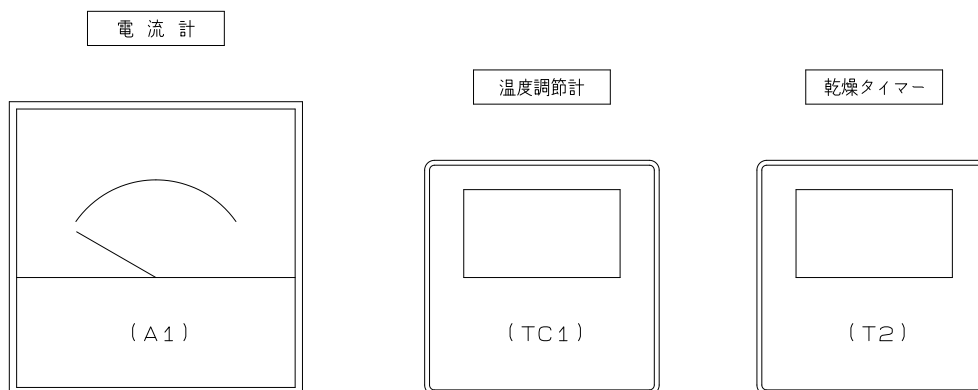 電流計
温度調節計
乾燥タイマー
(A1)
(TC1)
(T2)